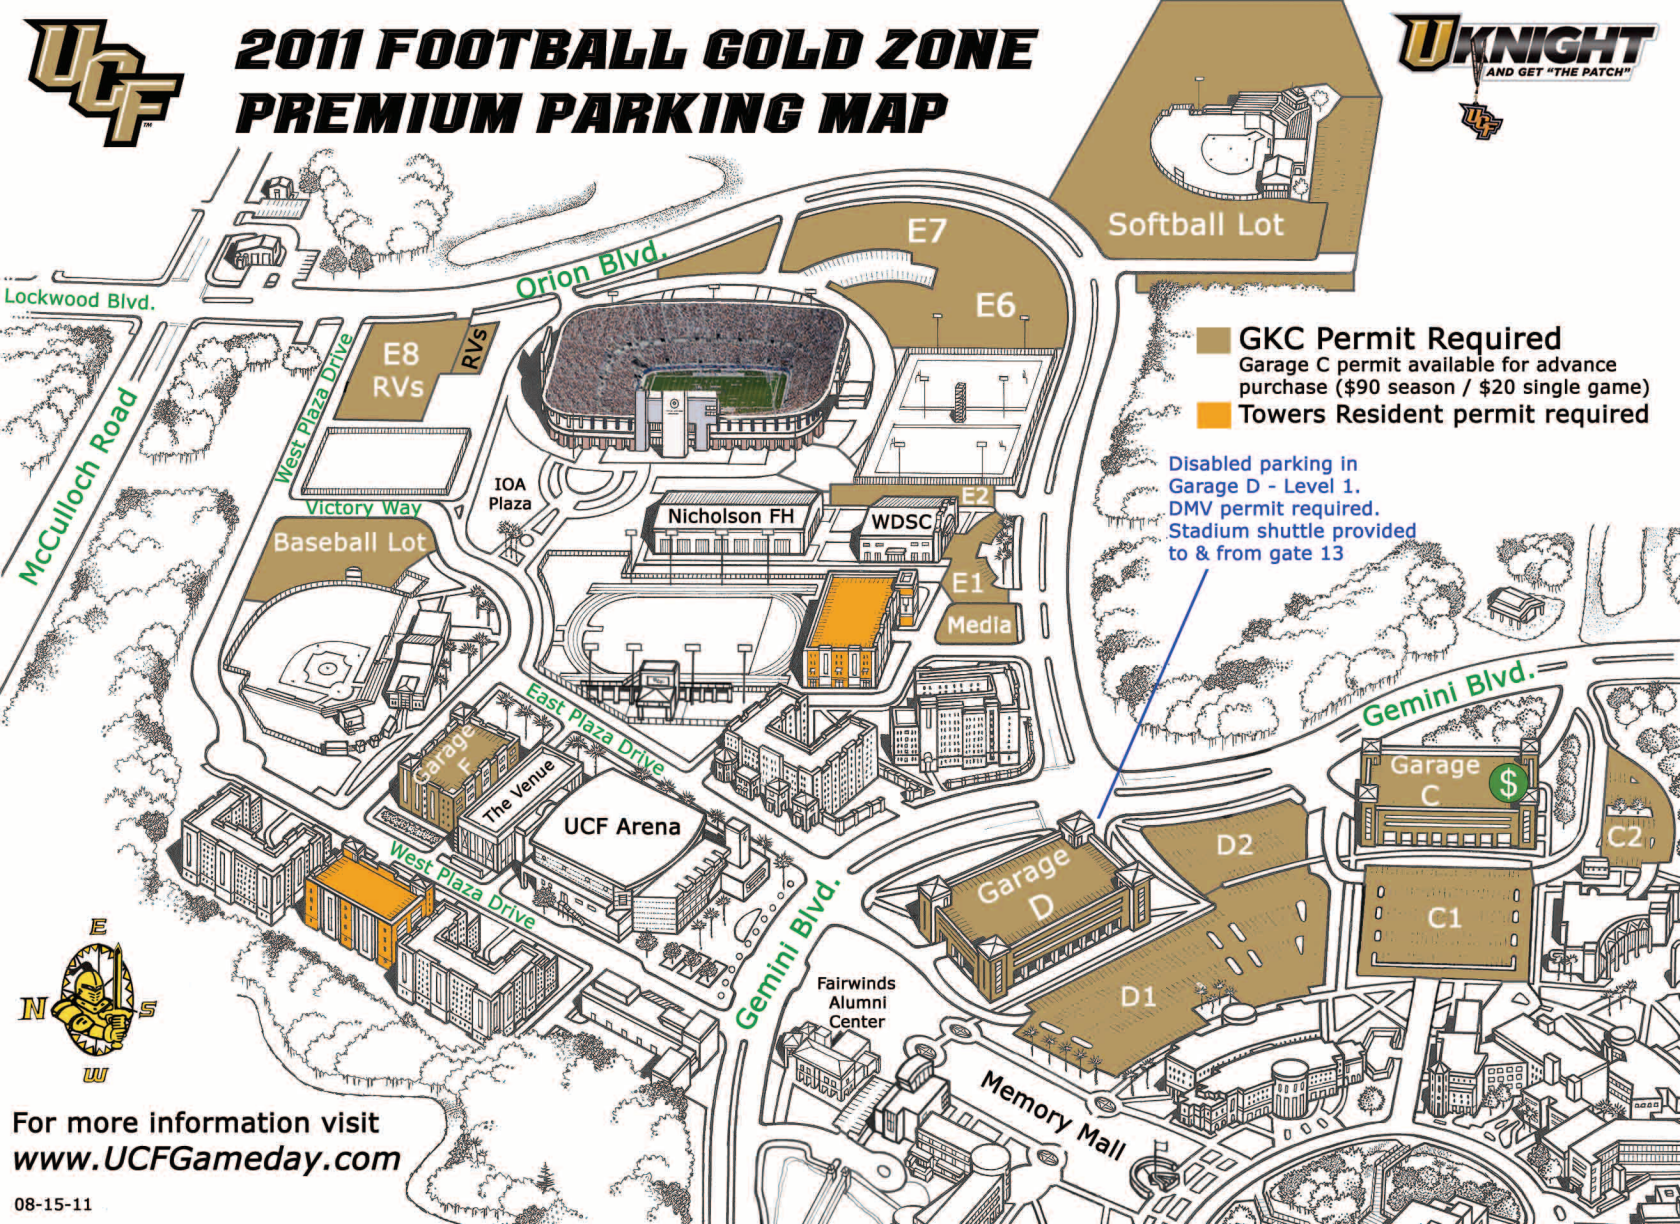 UCF
TM
2011 FOOTBALL GOLD ZONE
PREMIUM PARKING MAP
UKNIGHT
AND GET "THE PATCH"
UCF
Softball Lot
E7
E6
Orion Blvd.
Lockwood Blvd.
McCulloch Road
West Plaza Drive
E8
RVs
RVs
GKC Permit Required
Garage C permit available for advance
purchase ($90 season / $20 single game)
Towers Resident permit required
Disabled parking in
Garage D - Level 1.
DMV permit required.
Stadium shuttle provided
to & from gate 13
IOA
Plaza
Victory Way
Baseball Lot
Nicholson FH
WDSC
E2
E1
Media
East Plaza Drive
Garage
F
The Venue
UCF Arena
West Plaza Drive
Gemini Blvd.
Gemini Blvd.
Garage
C
$
C2
C1
D2
Garage
D
D1
Fairwinds
Alumni
Center
Memory Mall
E
N
S
W
For more information visit
www.UCFGameday.com
08-15-11